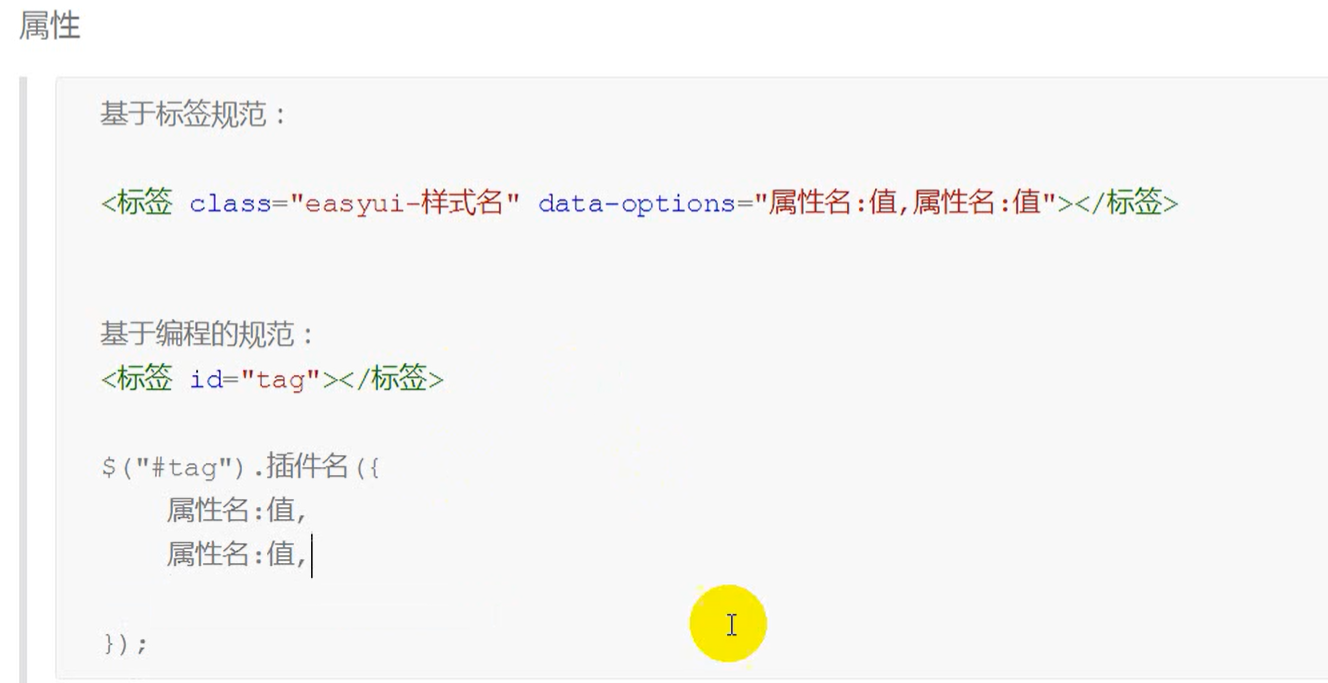 属性
基于标签规范：
<标签 class="easyui-样式名" data-options="属性名:值,属性名:值"></标签>
基于编程的规范：
<标签 id="tag"></标签>
$("#tag").插件名({
属性名:值,
属性名:值,
});